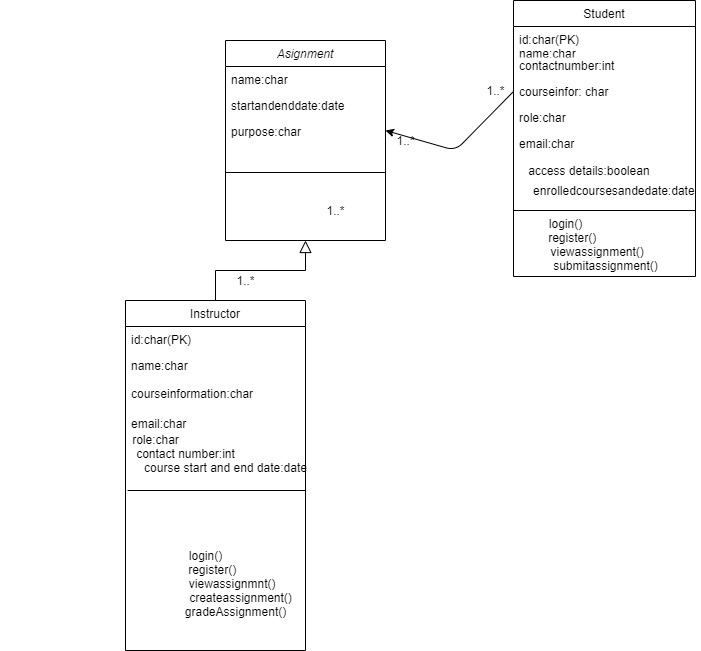 Student
id:char(PK)
name:char
contactnumber:int
courseinfor: char
role:char
email:char
access details:boolean
enrolledcoursesandedate:date
login()
register()
viewassignment()
submitassignment()
Asignment
name:char
startandenddate:date
purpose:char
1..*
1..*
1..*
1..*
Instructor
id:char(PK)
name:char
courseinformation:char
email:char
role:char
contact number:int
course start and end date:date
login()
register()
viewassignmnt()
createassignment()
gradeAssignment()